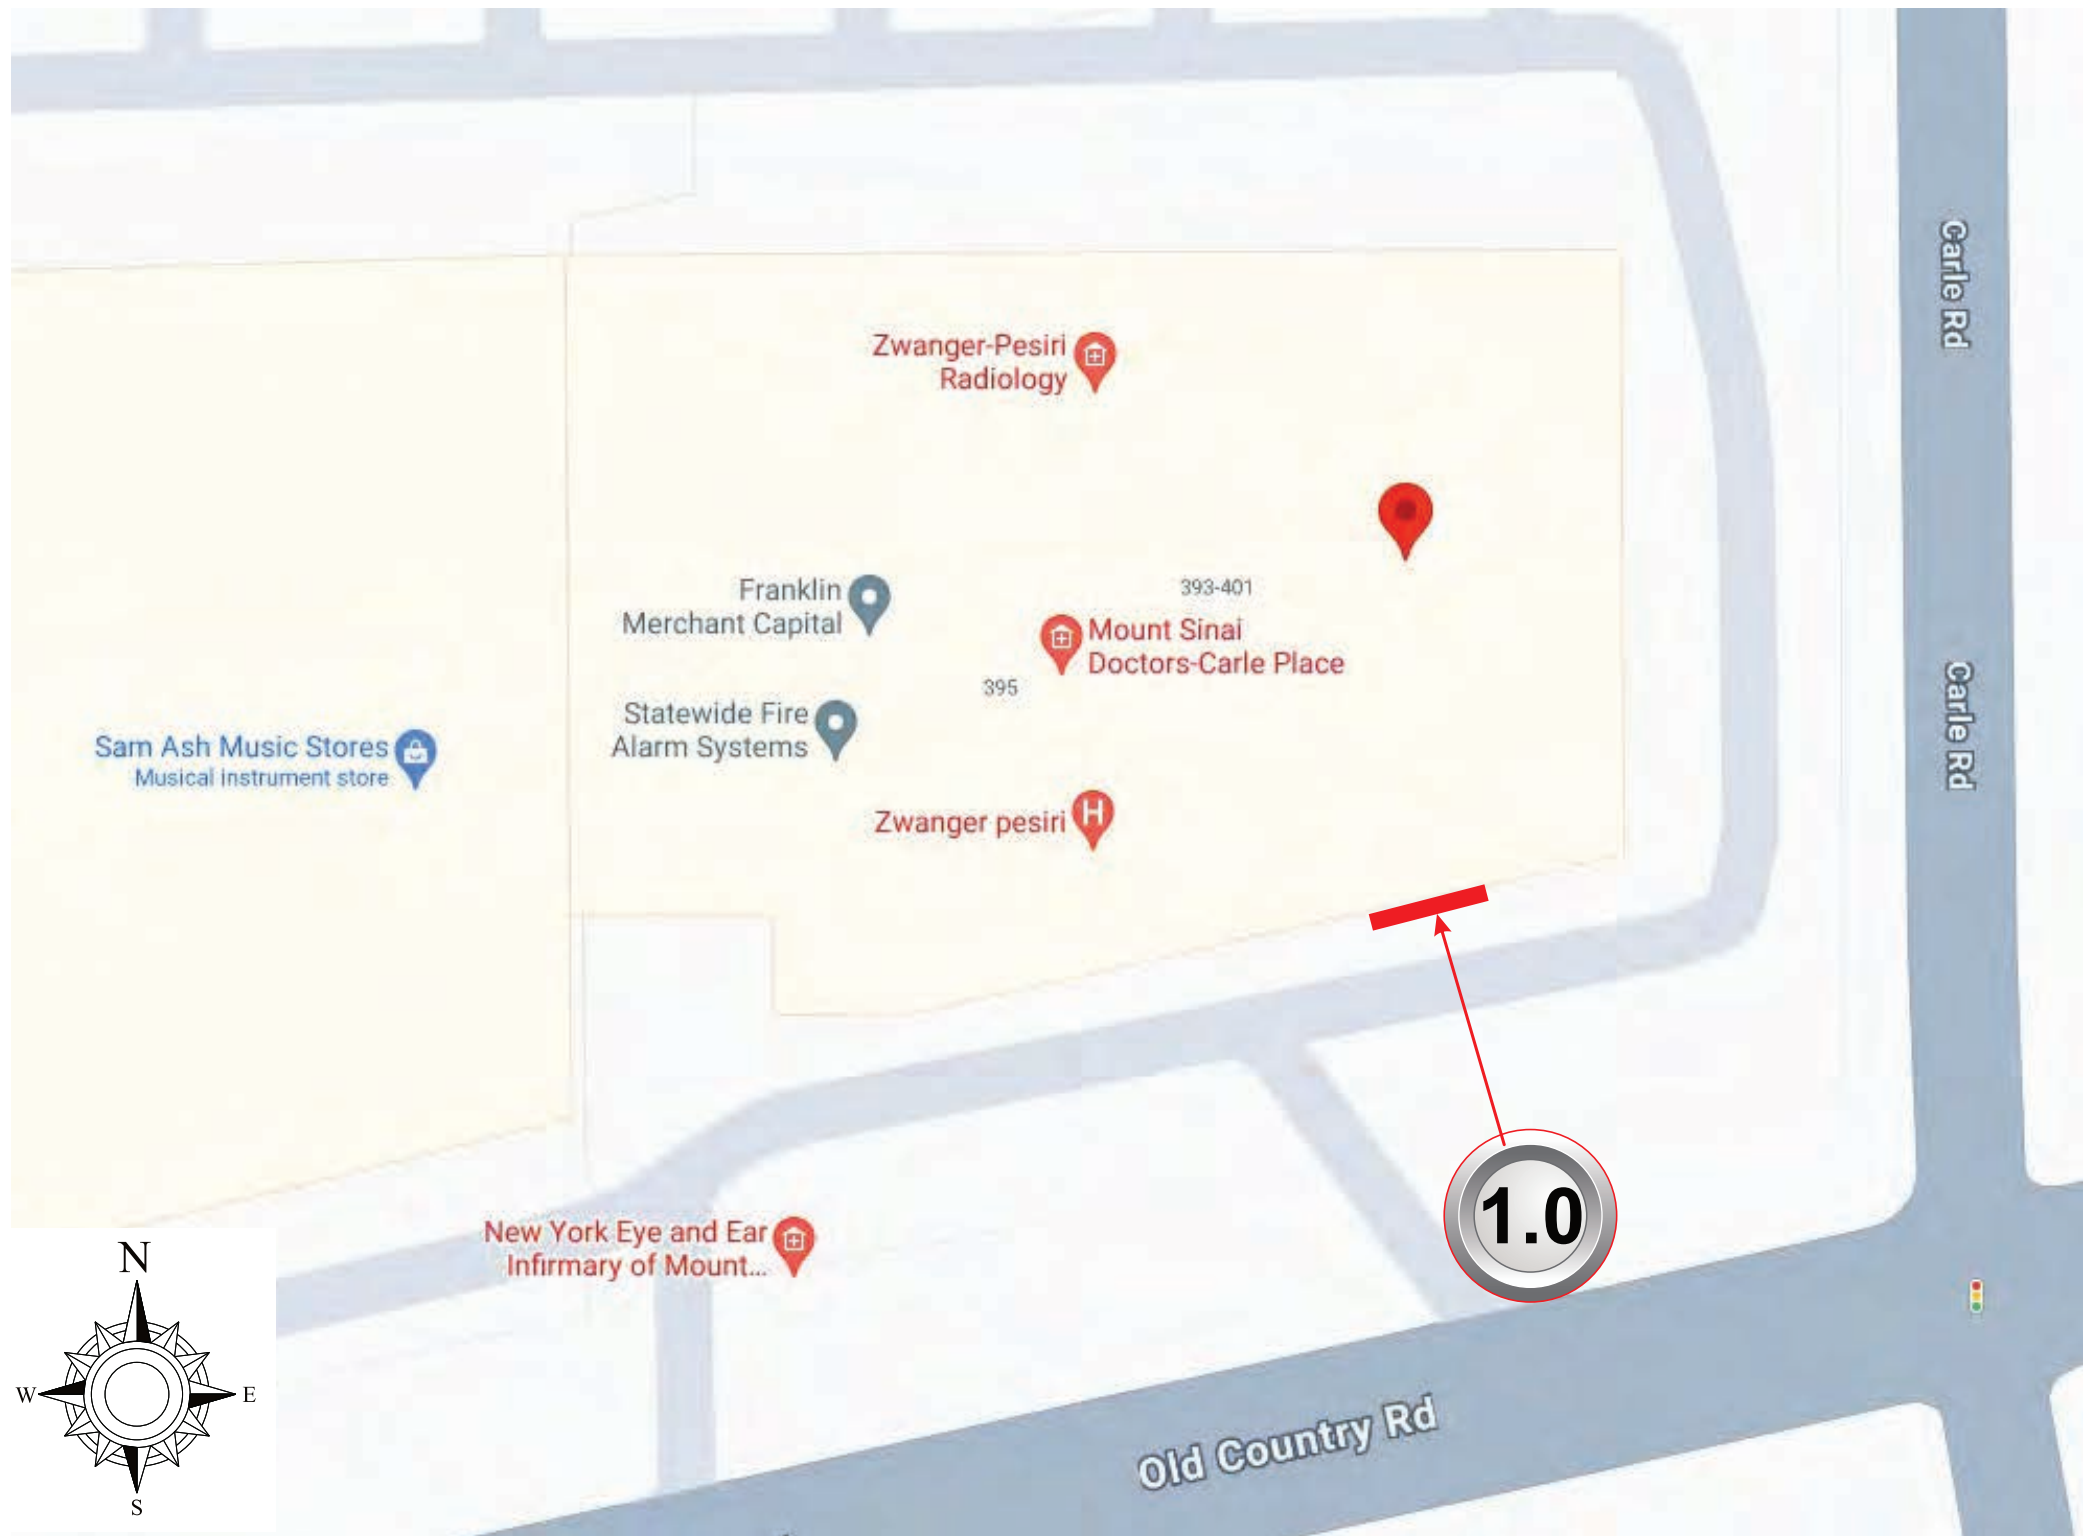 Carle Rd
Zwanger-Pesiri
Radiology
Franklin
Merchant Capital
393-401
Mount Sinai
Doctors-Carle Place
395
Statewide Fire
Alarm Systems
Carle Rd
Sam Ash Music Stores
Musical instrument store
Zwanger pesiri
H
1.0
New York Eye and Ear
Infirmary of Mount...
N
W
E
S
Old Country Rd